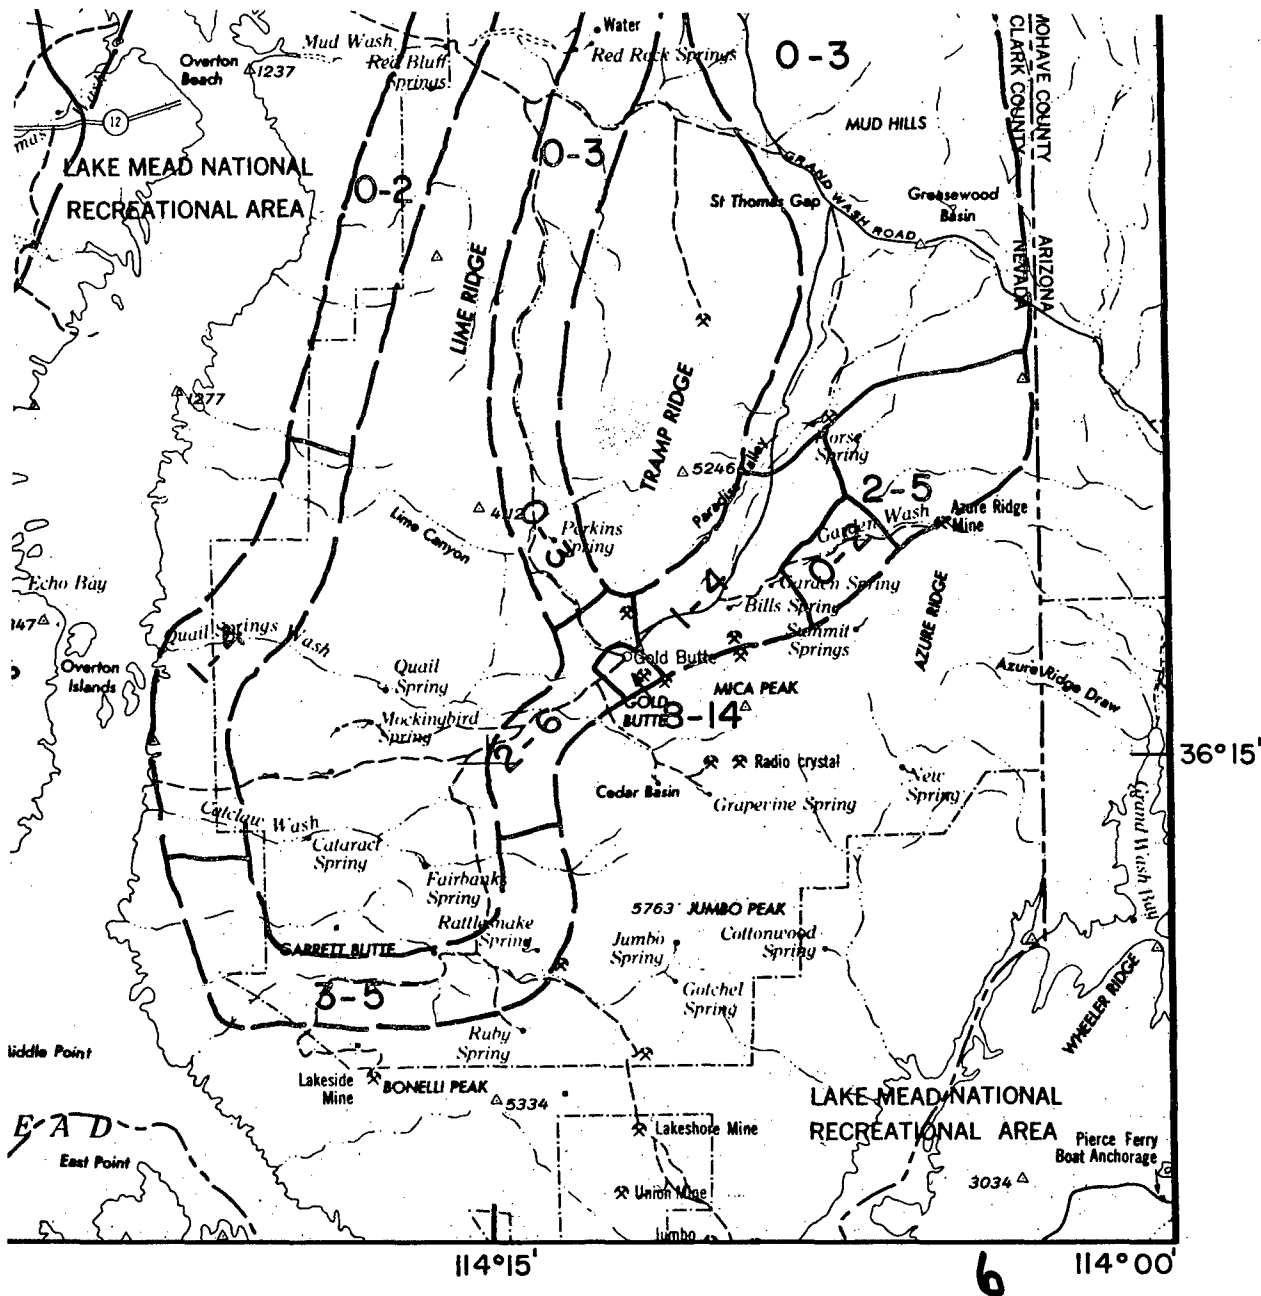 Water
Mud Wash
Red Rock Springs
Overton
Beach
1237
Red Bluff
Springs
0-3
MOHAVE COUNTY
CLARK COUNTY
12
MUD HILLS
0-3
LAKE MEAD NATIONAL
RECREATIONAL AREA
0-2
GRAND WASH ROAD
St Thomas Gap
Greasewood
Basin
ARIZONA
NEVADA
LIME RIDGE
1277
TRAMP RIDGE
Horse
Spring
5246
Paradise Valley
2-5
Lime Canyon
0-3
Perkins
Spring
Garden Wash
Azure Ridge
Mine
Echo Bay
Garden Spring
1-4
Bills Spring
347
Quail Springs Wash
Summit
Springs
AZURE RIDGE
Overton
Islands
Quail
Spring
Gold Butte
MICA PEAK
Azure Ridge Draw
GOLD
BUTTE
8-14
Mockingbird
Spring
2-6
36°15'
Radio crystal
Cedar Basin
Grapevine Spring
New
Spring
Grand Wash Bay
Catclaw Wash
Cataract
Spring
Fairbanks
Spring
5763 JUMBO PEAK
Rattlesnake
Spring
Jumbo
Spring
Cottonwood
Spring
GARRETT BUTTE
WHEELER RIDGE
3-5
Gotchel
Spring
Ruby
Spring
Middle Point
Lakeside
Mine
BONELLI PEAK
5334
LAKE MEAD NATIONAL
RECREATIONAL AREA
EAD
Lakeshore Mine
Pierce Ferry
Boat Anchorage
East Point
3034
Union Mine
Jumbo
114°15'
114°00'
6